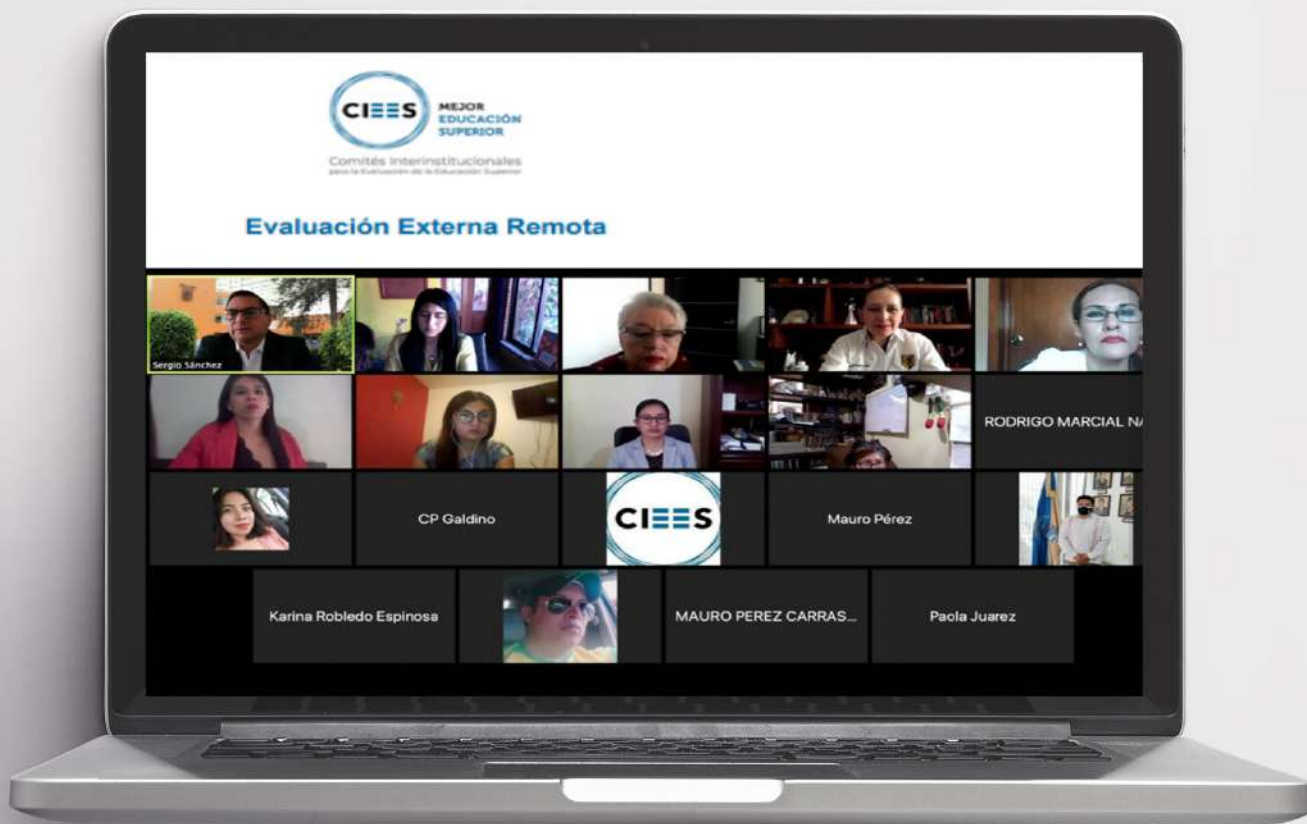 CIEES
MEJOR
EDUCACIÓN
SUPERIOR
Comités Interinstitucionales
para la Evaluación de la Educación Superior
Evaluación Externa Remota
Sergio Sánchez
RODRIGO MARCIAL NA
CP Galdino
CIEES
Mauro Pérez
Karina Robledo Espinosa
MAURO PEREZ CARRAS...
Paola Juarez